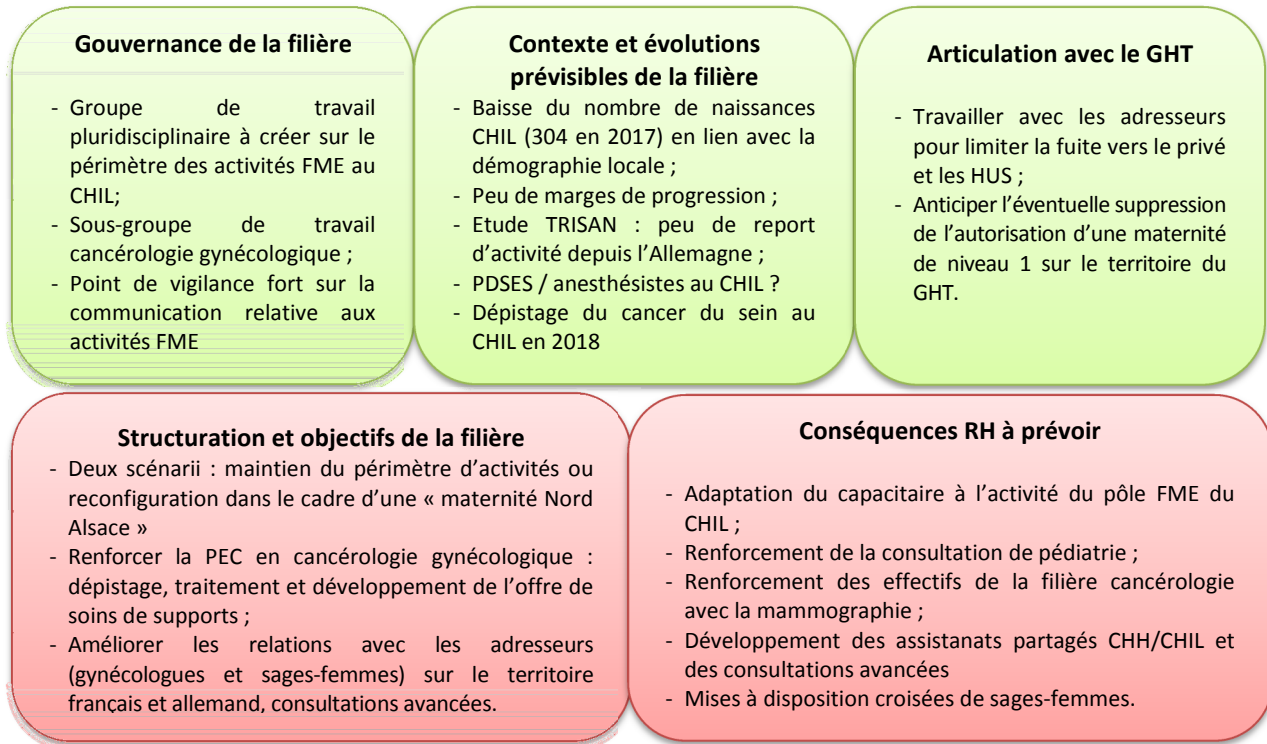 Gouvernance de la filière
- Groupe de travail
pluridisciplinaire à créer sur le
périmètre des activités FME au
CHIL;
- Sous-groupe de travail
cancérologie gynécologique ;
- Point de vigilance fort sur la
communication relative aux
activités FME
Contexte et évolutions
prévisibles de la filière
- Baisse du nombre de naissances
CHIL (304 en 2017) en lien avec la
démographie locale ;
- Peu de marges de progression ;
- Etude TRISAN : peu de report
d’activité depuis l’Allemagne ;
- PDSES / anesthésistes au CHIL ?
- Dépistage du cancer du sein au
CHIL en 2018
Articulation avec le GHT
- Travailler avec les adresseurs
pour limiter la fuite vers le privé
et les HUS ;
- Anticiper l’éventuelle suppression
de l’autorisation d’une maternité
de niveau 1 sur le territoire du
GHT.
Structuration et objectifs de la filière
- Deux scénarii : maintien du périmètre d’activités ou
reconfiguration dans le cadre d’une « maternité Nord
Alsace »
- Renforcer la PEC en cancérologie gynécologique :
dépistage, traitement et développement de l’offre de
soins de supports ;
- Améliorer les relations avec les adresseurs
(gynécologues et sages-femmes) sur le territoire
français et allemand, consultations avancées.
Conséquences RH à prévoir
- Adaptation du capacitaire à l’activité du pôle FME du
CHIL ;
- Renforcement de la consultation de pédiatrie ;
- Renforcement des effectifs de la filière cancérologie
avec la mammographie ;
- Développement des assistanats partagés CHH/CHIL et
des consultations avancées
- Mises à disposition croisées de sages-femmes.